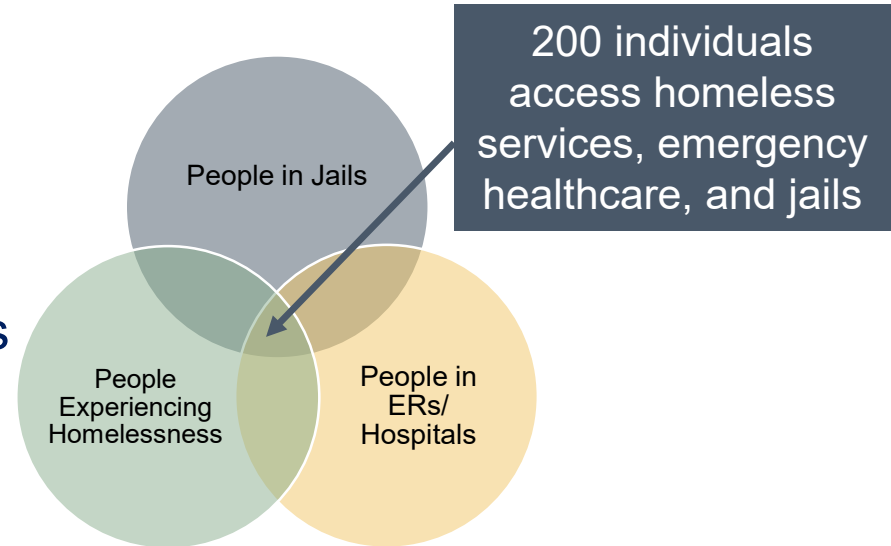 200 individuals
access homeless
services, emergency
healthcare, and jails
People in Jails
s
People
Experiencing
Homelessness
People in
ERs/
Hospitals